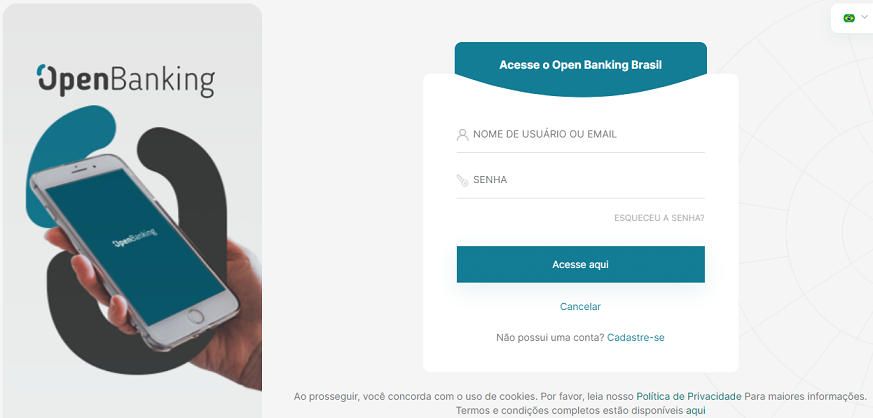 OpenBanking
OpenBanking
Acesse o Open Banking Brasil
NOME DE USUÁRIO OU EMAIL
SENHA
ESQUECEU A SENHA?
Acesse aqui
Cancelar
Não possui uma conta? Cadastre-se
Ao prosseguir, você concorda com o uso de cookies. Por favor, leia nosso Política de Privacidade Para maiores informações.
Termos e condições completos estão disponíveis aqui